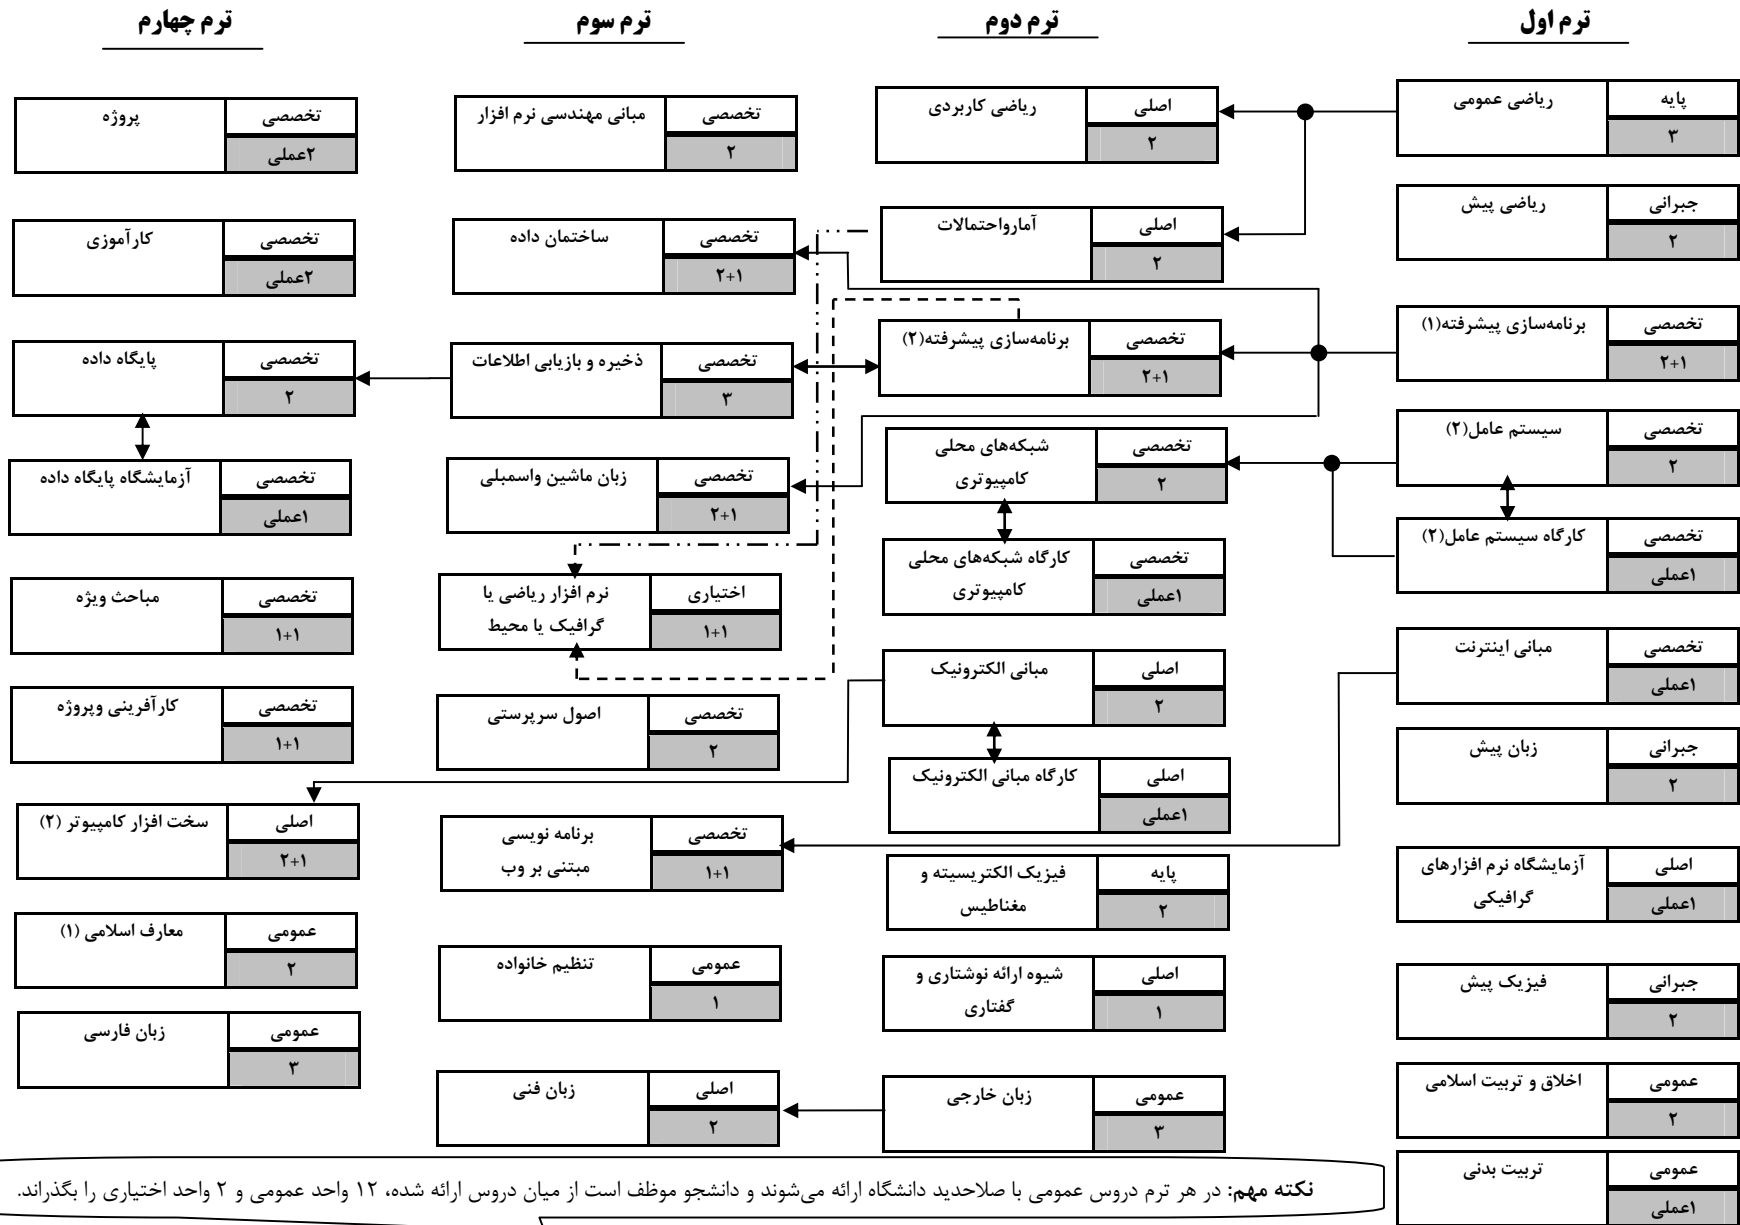 ترم اول
ترم دوم
ترم سوم
ترم چهارم
ریاضی عمومی
پایه
۳
ریاضی پیش
جبرانی
۲
برنامه‌سازی پیشرفته(۱)
تخصصی
۲+۱
سیستم عامل(۲)
تخصصی
۲
کارگاه سیستم عامل(۲)
تخصصی
۱عملی
مبانی اینترنت
تخصصی
۱عملی
زبان پیش
جبرانی
۲
آزمایشگاه نرم افزارهای
گرافیکی
اصلی
۱عملی
فیزیک پیش
جبرانی
۲
اخلاق و تربیت اسلامی
عمومی
۲
تربیت بدنی
عمومی
۱عملی
ریاضی کاربردی
اصلی
۲
آمارواحتمالات
اصلی
۲
برنامه‌سازی پیشرفته(۲)
تخصصی
۲+۱
شبکه‌های محلی
کامپیوتری
تخصصی
۲
کارگاه شبکه‌های محلی
کامپیوتری
تخصصی
۱عملی
مبانی الکترونیک
اصلی
۲
کارگاه مبانی الکترونیک
اصلی
۱عملی
فیزیک الکتریسیته و
مغناطیس
پایه
۲
شیوه ارائه نوشتاری و
گفتاری
اصلی
۱
زبان خارجی
عمومی
۳
مبانی مهندسی نرم افزار
تخصصی
۲
ساختمان داده
تخصصی
۲+۱
ذخیره و بازیابی اطلاعات
تخصصی
۳
زبان ماشین واسمبلی
تخصصی
۲+۱
نرم افزار ریاضی یا
گرافیک یا محیط
اختیاری
۱+۱
اصول سرپرستی
تخصصی
۲
برنامه نویسی
مبتنی بر وب
تخصصی
۱+۱
تنظیم خانواده
عمومی
۱
زبان فنی
اصلی
۲
پروژه
تخصصی
۲عملی
کارآموزی
تخصصی
۲عملی
پایگاه داده
تخصصی
۲
آزمایشگاه پایگاه داده
تخصصی
۱عملی
مباحث ویژه
تخصصی
۱+۱
کارآفرینی وپروژه
تخصصی
۱+۱
سخت افزار کامپیوتر (۲)
اصلی
۲+۱
معارف اسلامی (۱)
عمومی
۲
زبان فارسی
عمومی
۳
نکته مهم: در هر ترم دروس عمومی با صلاحدید دانشگاه ارائه می‌شوند و دانشجو موظف است از میان دروس ارائه شده، ۱۲ واحد عمومی و ۲ واحد اختیاری را بگذراند.